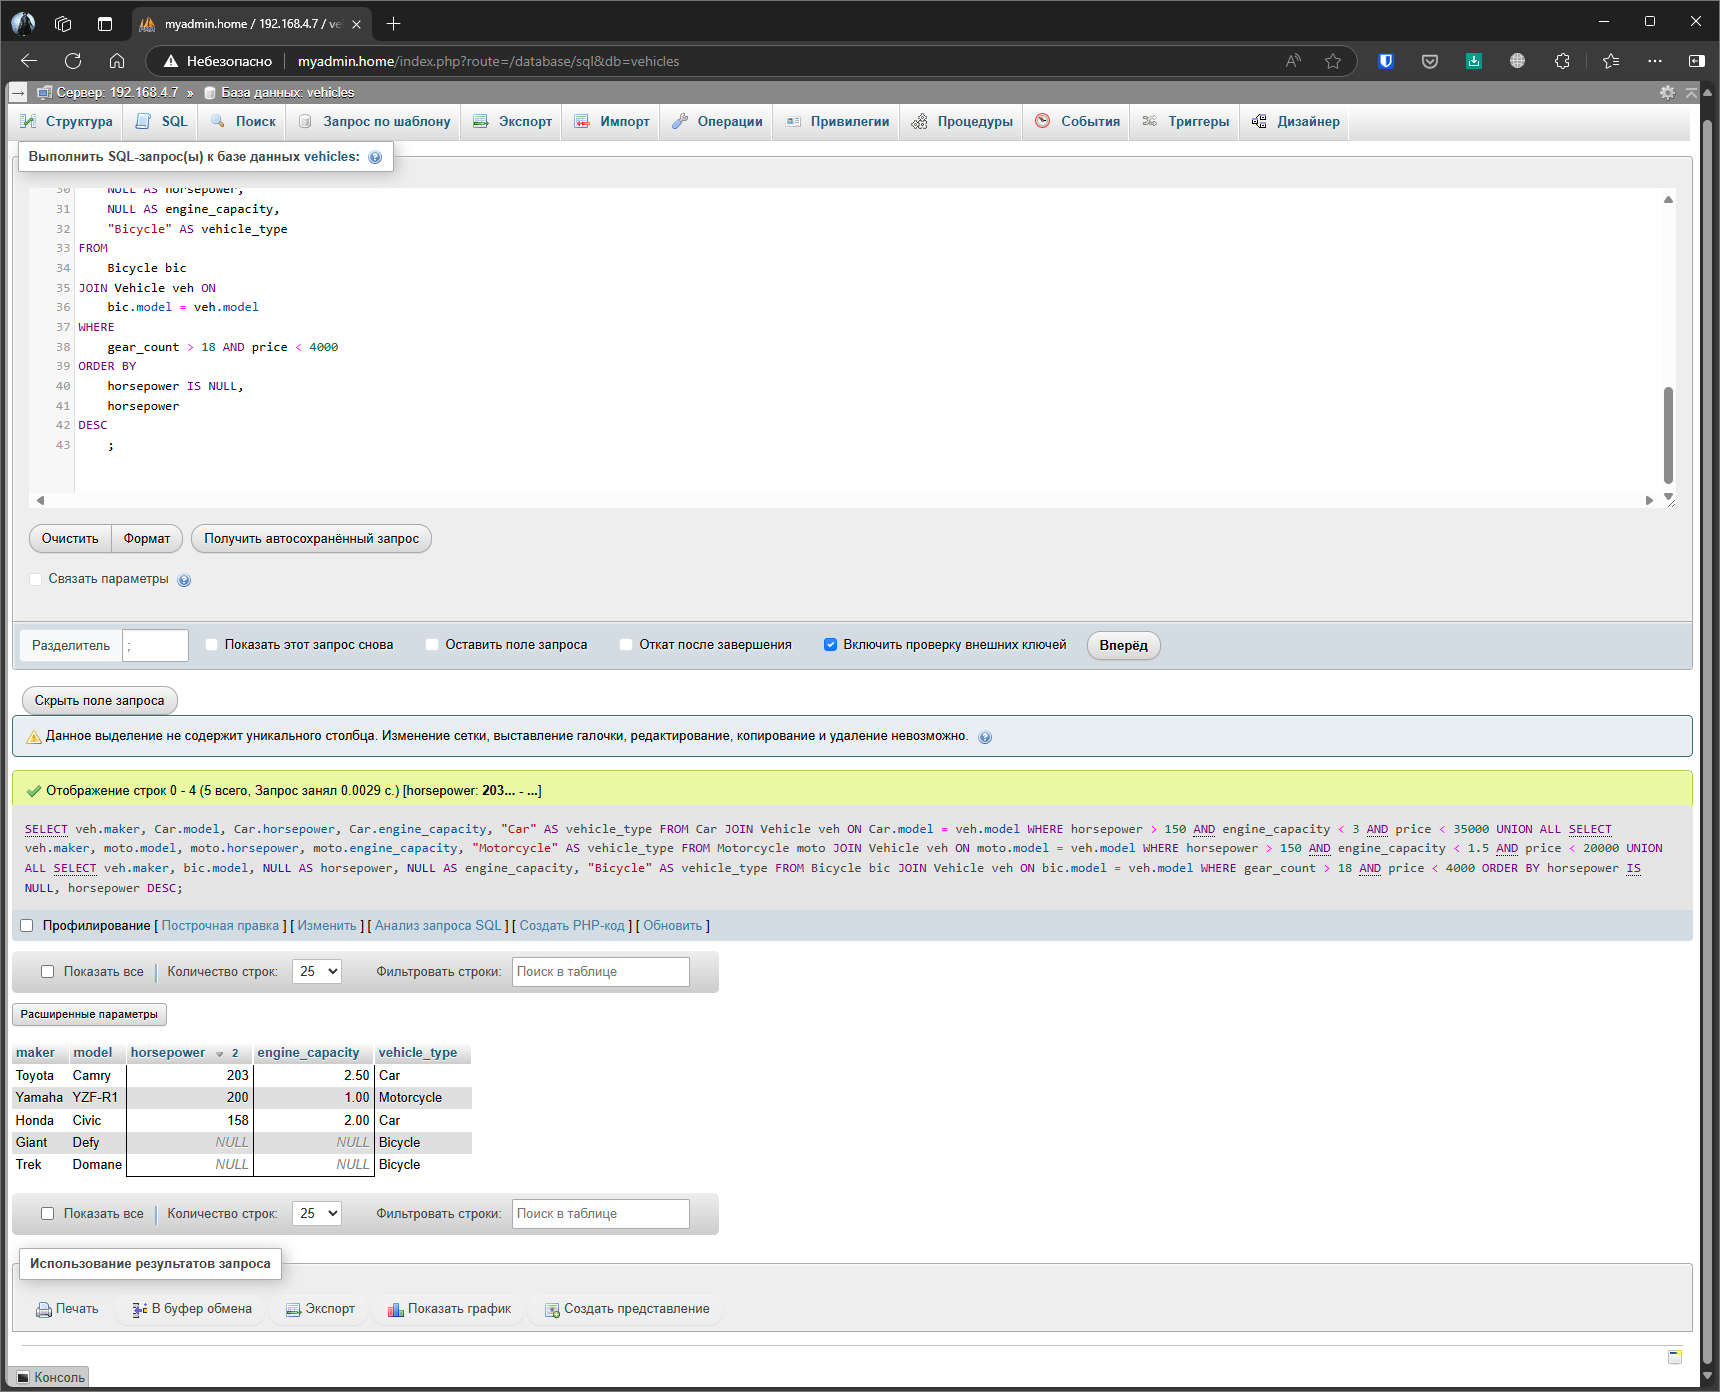 myadmin.home / 192.168.4.7 / ve
Небезопасно
myadmin.home/index.php?route=/database/sql&db=vehicles
Сервер: 192.168.4.7 » База данных: vehicles
Структура SQL Поиск Запрос по шаблону Экспорт Импорт Операции Привилегии Процедуры События Триггеры Дизайнер
Выполнить SQL-запрос(ы) к базе данных vehicles:
30 NULL AS horsepower,
31 NULL AS engine_capacity,
32 "Bicycle" AS vehicle_type
33 FROM
34 Bicycle bic
35 JOIN Vehicle veh ON
36 bic.model = veh.model
37 WHERE
38 gear_count > 18 AND price < 4000
39 ORDER BY
40 horsepower IS NULL,
41 horsepower
42 DESC
43 ;
Очистить Формат Получить автосохранённый запрос
Связать параметры
Разделитель ; Показать этот запрос снова Оставить поле запроса Откат после завершения Включить проверку внешних ключей Вперёд
Скрыть поле запроса
Данное выделение не содержит уникального столбца. Изменение сетки, выставление галочки, редактирование, копирование и удаление невозможно.
Отображение строк 0 - 4 (5 всего, Запрос занял 0.0029 с.) [horsepower: 203... - ...]
SELECT veh.maker, Car.model, Car.horsepower, Car.engine_capacity, "Car" AS vehicle_type FROM Car JOIN Vehicle veh ON Car.model = veh.model WHERE horsepower > 150 AND engine_capacity < 3 AND price < 35000 UNION ALL SELECT
veh.maker, moto.model, moto.horsepower, moto.engine_capacity, "Motorcycle" AS vehicle_type FROM Motorcycle moto JOIN Vehicle veh ON moto.model = veh.model WHERE horsepower > 150 AND engine_capacity < 1.5 AND price < 20000 UNION
ALL SELECT veh.maker, bic.model, NULL AS horsepower, NULL AS engine_capacity, "Bicycle" AS vehicle_type FROM Bicycle bic JOIN Vehicle veh ON bic.model = veh.model WHERE gear_count > 18 AND price < 4000 ORDER BY horsepower IS
NULL, horsepower DESC;
Профилирование [ Построчная правка ] [ Изменить ] [ Анализ запроса SQL ] [ Создать PHP-код ] [ Обновить ]
Показать все Количество строк: 25 Фильтровать строки: Поиск в таблице
Расширенные параметры
maker model horsepower 2 engine_capacity vehicle_type
Toyota Camry 203 2.50 Car
Yamaha YZF-R1 200 1.00 Motorcycle
Honda Civic 158 2.00 Car
Giant Defy NULL NULL Bicycle
Trek Domane NULL NULL Bicycle
Показать все Количество строк: 25 Фильтровать строки: Поиск в таблице
Использование результатов запроса
Печать В буфер обмена Экспорт Показать график Создать представление
Консоль